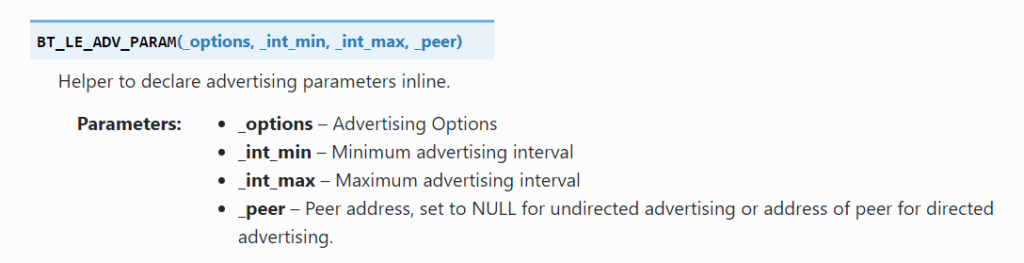 BT_LE_ADV_PARAM(_options, _int_min, _int_max, _peer)
Helper to declare advertising parameters inline.
Parameters:
• _options – Advertising Options
• _int_min – Minimum advertising interval
• _int_max – Maximum advertising interval
• _peer – Peer address, set to NULL for undirected advertising or address of peer for directed
advertising.